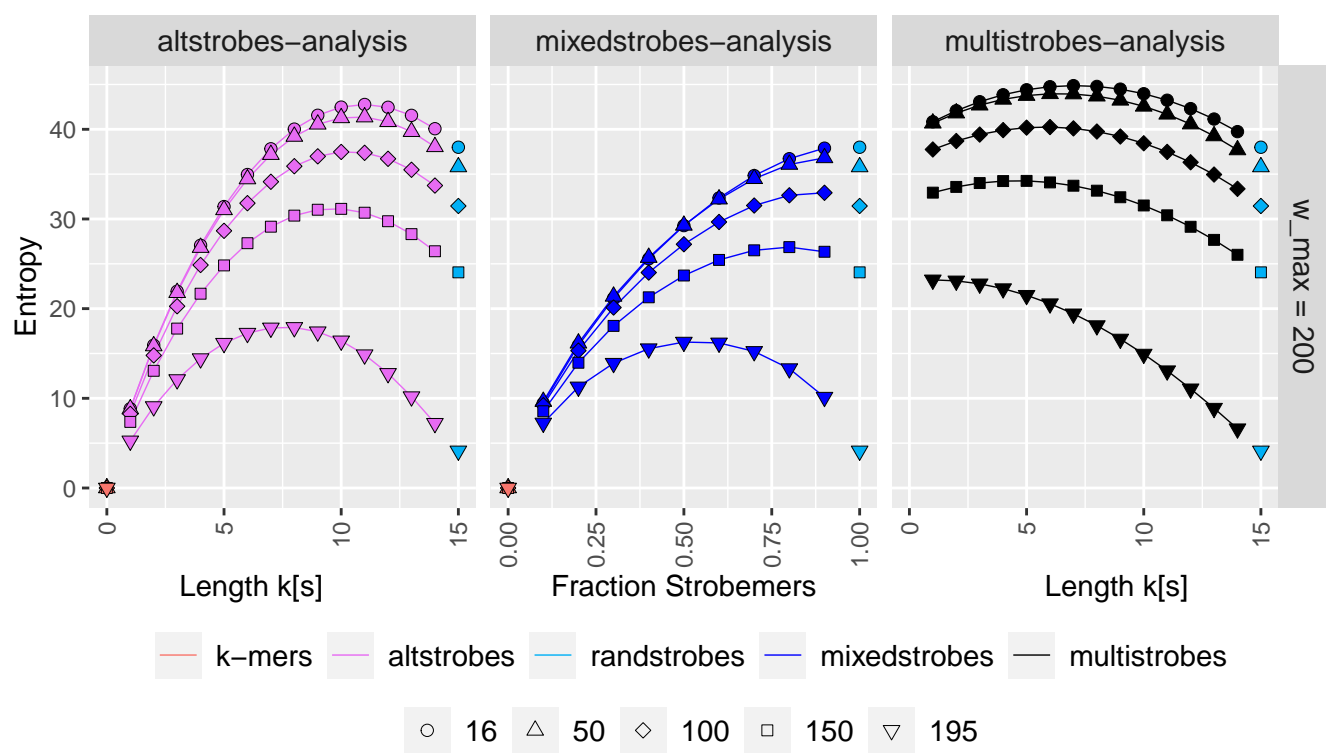 altstrobes−analysis mixedstrobes−analysis multistrobes−analysis
Entropy
40
30
20
10
0
w_max = 200
0 5 10 15 0.00 0.25 0.50 0.75 1.00 0 5 10 15
Length k[s] Fraction Strobemers Length k[s]
k−mers altstrobes randstrobes mixedstrobes multistrobes
16 50 100 150 195